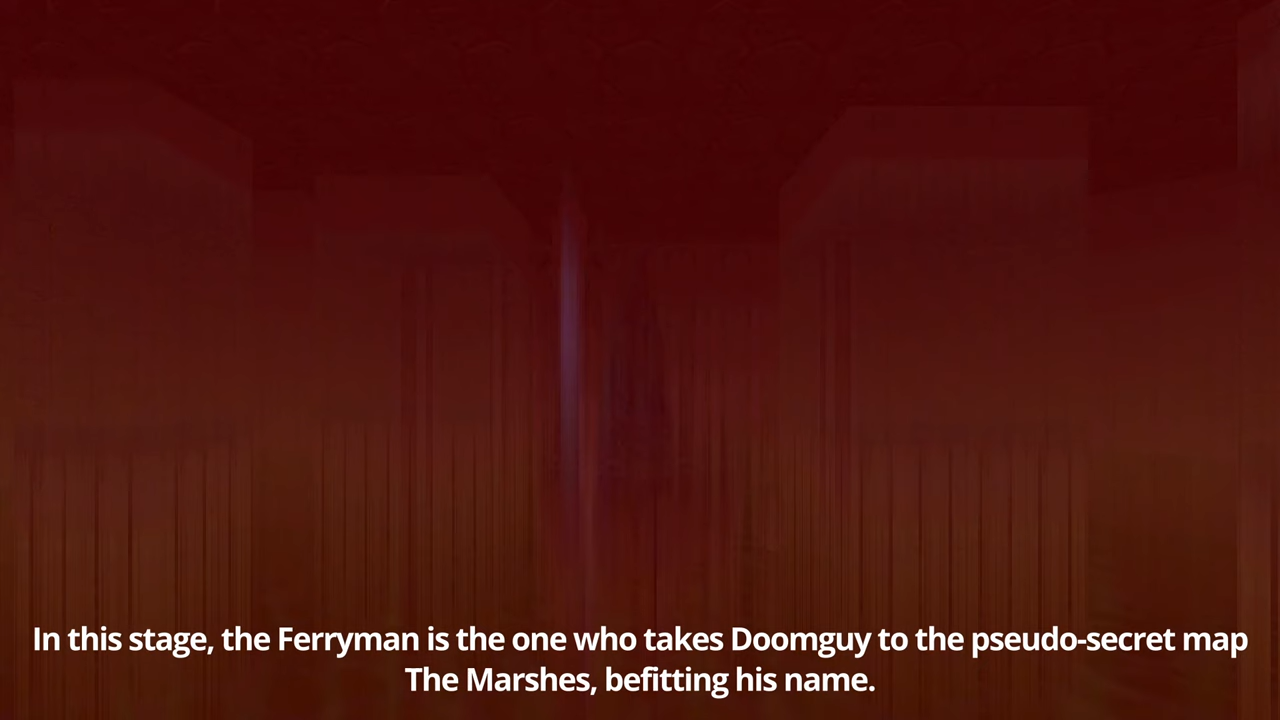 In this stage, the Ferryman is the one who takes Doomguy to the pseudo-secret map
The Marshes, befitting his name.